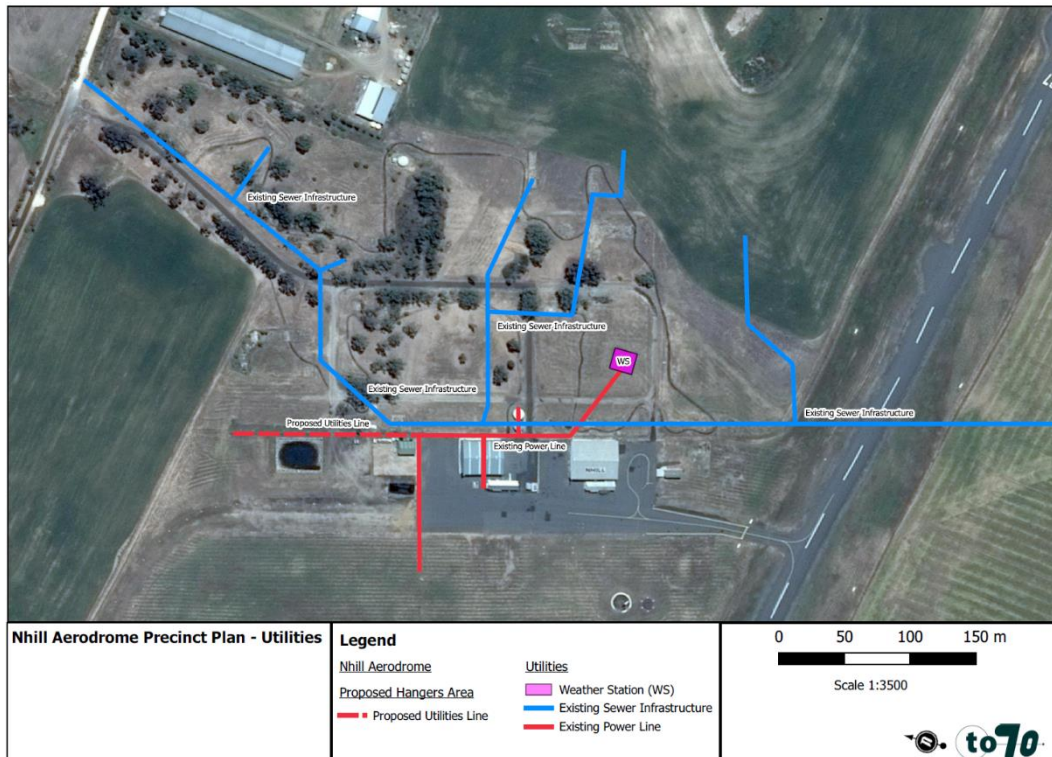 Existing Sewer Infrastructure
WS
Existing Sewer Infrastructure
Existing Sewer Infrastructure
Existing Sewer Infrastructure
Proposed Utilities Line
Existing Power Line
NHILL
Nhill Aerodrome Precinct Plan - Utilities
Legend
Nhill Aerodrome
Proposed Hangers Area
Proposed Utilities Line
Utilities
Weather Station (WS)
Existing Sewer Infrastructure
Existing Power Line
0 50 100 150 m
Scale 1:3500
to70